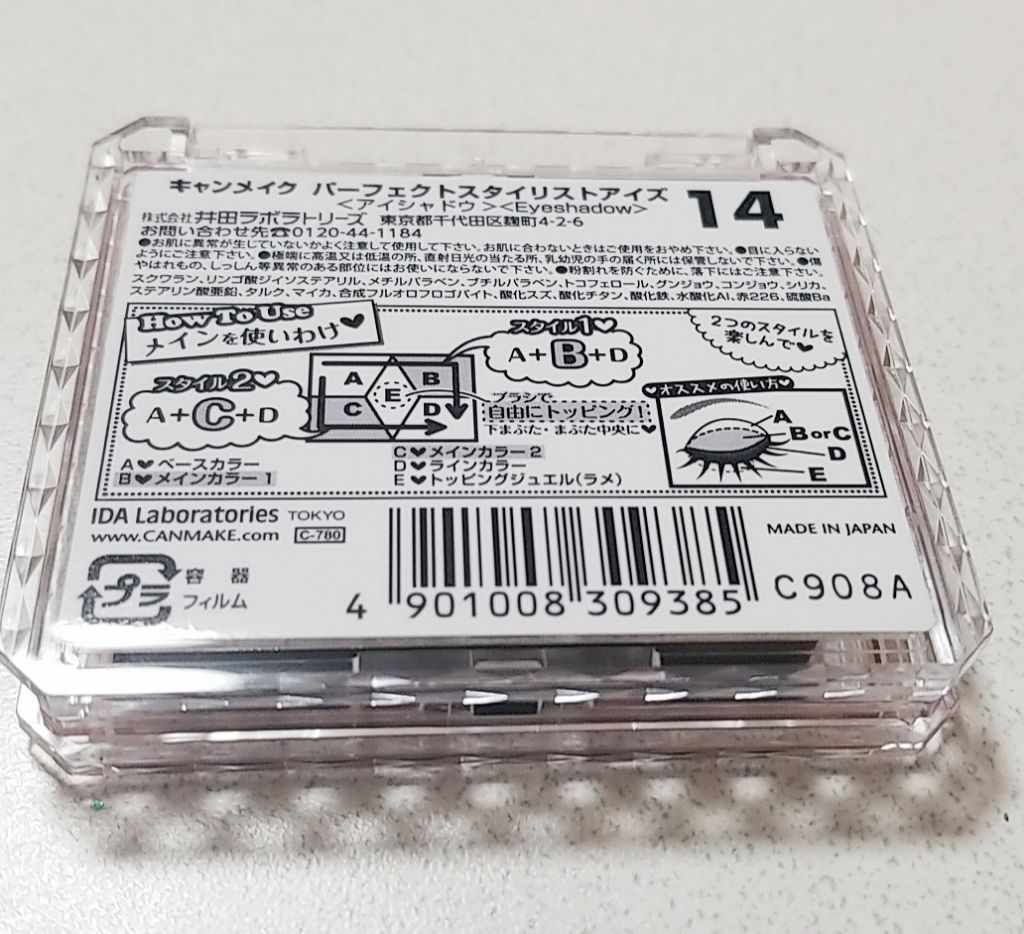 キャンメイク パーフェクトスタイリストアイズ
14
＜アイシャドウ＞＜Eyeshadow＞
株式会社 井田ラボラトリーズ 東京都千代田区麹町4-2-6
お問い合わせ先☎0120-44-1184
●お肌に異常が生じていないかよく注意して使用して下さい。お肌に合わないときはご使用をおやめ下さい。●目に入らない
ようにご注意下さい。●極端に高温又は低温の所、直射日光の当たる所、乳幼児の手の届く所には保管しないで下さい。●傷
やはれもの、しっしん等異常のある部位にはお使いにならないで下さい。●粉割れを防ぐために、落下にはご注意下さい。
スクワラン、リンゴ酸ジイソステアリル、メチルパラベン、ブチルパラベン、トコフェロール、グンジョウ、コンジョウ、シリカ、
ステアリン酸亜鉛、タルク、マイカ、合成フルオロフロゴパイト、酸化スズ、酸化チタン、酸化鉄、水酸化Al、赤226、硫酸Ba
How To Use
メインを使いわけ♥
スタイル1♡
A+B+D
2つのスタイルを
楽しんで♥
スタイル2♡
A+C+D
A B
E
C D
ブラシで
自由にトッピング!
下まぶた・まぶた中央に♥
♥オススメの使い方♥
A
B or C
D
E
A♥ベースカラー
B♥メインカラー1
C♥メインカラー2
D♥ラインカラー
E♥トッピングジュエル(ラメ)
IDA Laboratories TOKYO
www.CANMAKE.com C-780
MADE IN JAPAN
プラ
容 器
フィルム
4 901008 309385
C908A